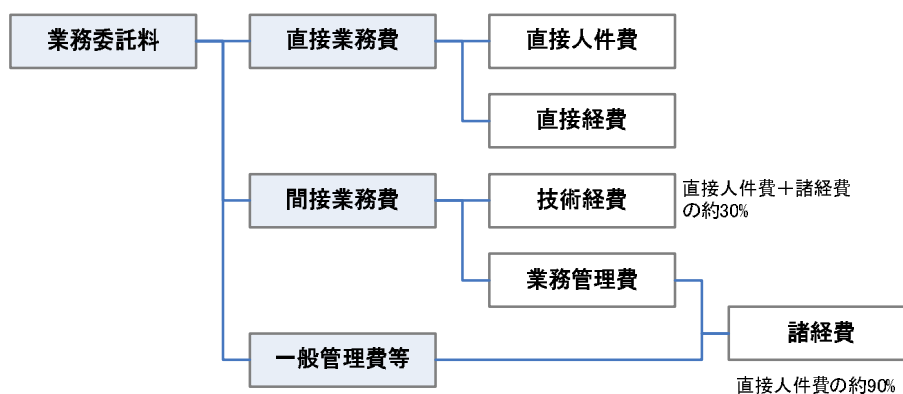 業務委託料
直接業務費
直接人件費
直接経費
間接業務費
技術経費
直接人件費＋諸経費
の約30%
業務管理費
諸経費
一般管理費等
直接人件費の約90%